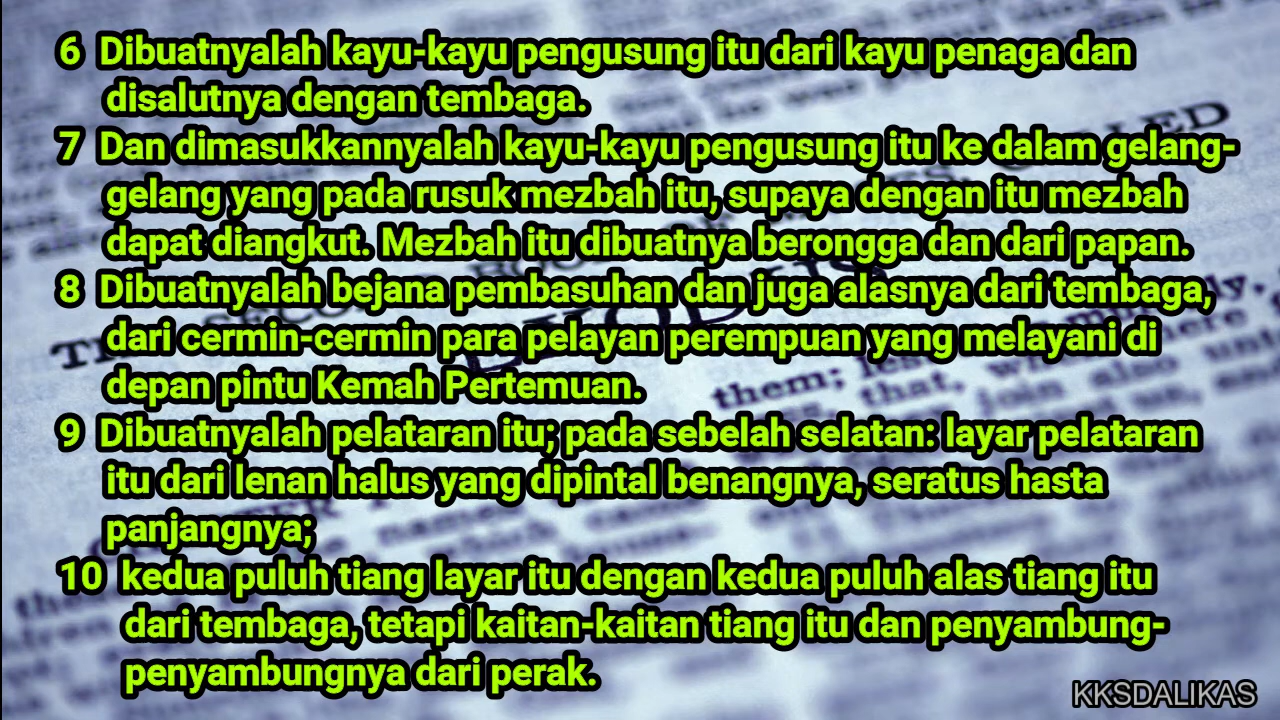 6 Dibuatnyalah kayu-kayu pengusung itu dari kayu penaga dan
disalutnya dengan tembaga.
7 Dan dimasukkannyalah kayu-kayu pengusung itu ke dalam gelang-
gelang yang pada rusuk mezbah itu, supaya dengan itu mezbah
dapat diangkut. Mezbah itu dibuatnya berongga dan dari papan.
8 Dibuatnyalah bejana pembasuhan dan juga alasnya dari tembaga,
dari cermin-cermin para pelayan perempuan yang melayani di
depan pintu Kemah Pertemuan.
9 Dibuatnyalah pelataran itu; pada sebelah selatan: layar pelataran
itu dari lenan halus yang dipintal benangnya, seratus hasta
panjangnya;
10 kedua puluh tiang layar itu dengan kedua puluh alas tiang itu
dari tembaga, tetapi kaitan-kaitan tiang itu dan penyambung-
penyambungnya dari perak.
KKSDALIKAS